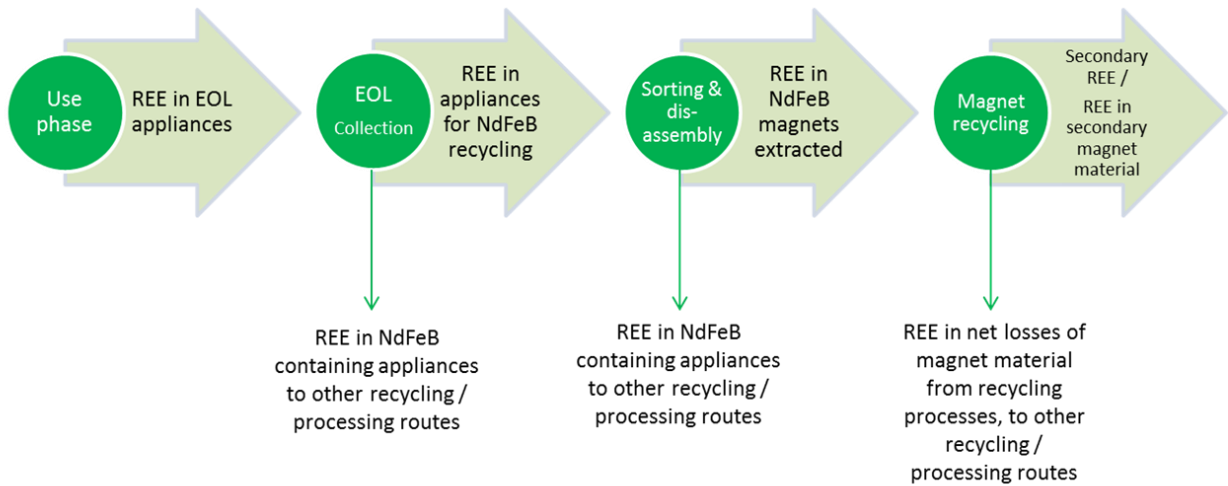 Use
phase
REE in EOL
appliances
EOL
Collection
REE in
appliances
for NdFeB
recycling
Sorting &
dis-
assembly
REE in
NdFeB
magnets
extracted
Magnet
recycling
Secondary
REE /
REE in
secondary
magnet
material
REE in NdFeB
containing appliances
to other recycling /
processing routes
REE in NdFeB
containing appliances
to other recycling /
processing routes
REE in net losses of
magnet material
from recycling
processes, to other
recycling /
processing routes